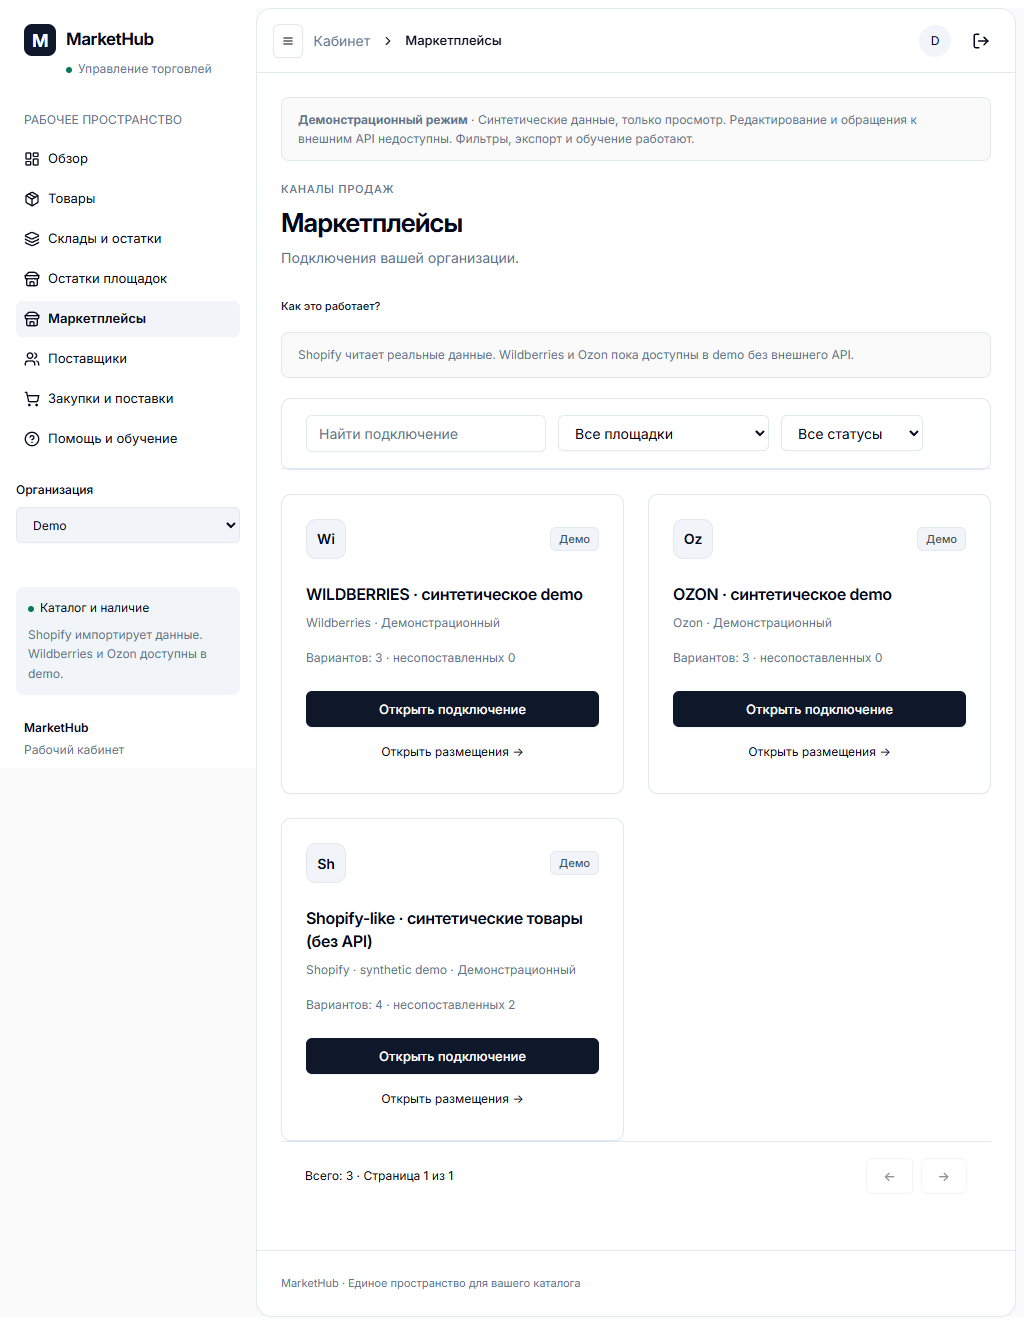 M MarketHub
Управление торговлей
РАБОЧЕЕ ПРОСТРАНСТВО
Обзор
Товары
Склады и остатки
Остатки площадок
Маркетплейсы
Поставщики
Закупки и поставки
Помощь и обучение
Организация
Demo
Каталог и наличие
Shopify импортирует данные.
Wildberries и Ozon доступны в
demo.
MarketHub
Рабочий кабинет
Кабинет > Маркетплейсы
D
Демонстрационный режим · Синтетические данные, только просмотр. Редактирование и обращения к
внешним API недоступны. Фильтры, экспорт и обучение работают.
КАНАЛЫ ПРОДАЖ
Маркетплейсы
Подключения вашей организации.
Как это работает?
Shopify читает реальные данные. Wildberries и Ozon пока доступны в demo без внешнего API.
Найти подключение
Все площадки
Все статусы
Wi
Демо
WILDBERRIES · синтетическое demo
Wildberries · Демонстрационный
Вариантов: 3 · несопоставленных 0
Открыть подключение
Открыть размещения →
Oz
Демо
OZON · синтетическое demo
Ozon · Демонстрационный
Вариантов: 3 · несопоставленных 0
Открыть подключение
Открыть размещения →
Sh
Демо
Shopify-like · синтетические товары
(без API)
Shopify · synthetic demo · Демонстрационный
Вариантов: 4 · несопоставленных 2
Открыть подключение
Открыть размещения →
Всего: 3 · Страница 1 из 1
← →
MarketHub · Единое пространство для вашего каталога